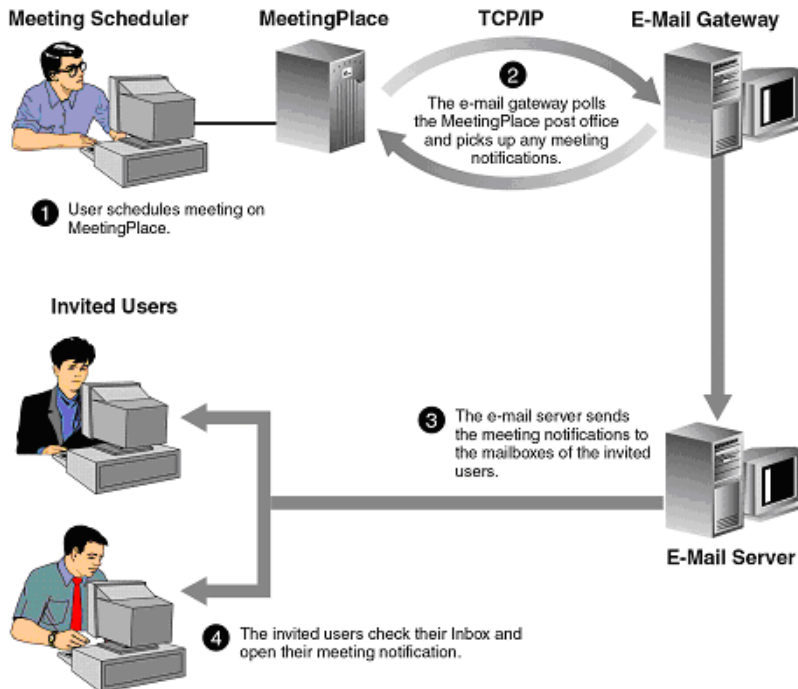 Meeting Scheduler
MeetingPlace
TCP/IP
E-Mail Gateway
2
The e-mail gateway polls
the MeetingPlace post office
and picks up any meeting
notifications.
1
User schedules meeting on
MeetingPlace.
Invited Users
3
The e-mail server sends
the meeting notifications to
the mailboxes of the invited
users.
E-Mail Server
4
The invited users check their Inbox and
open their meeting notification.